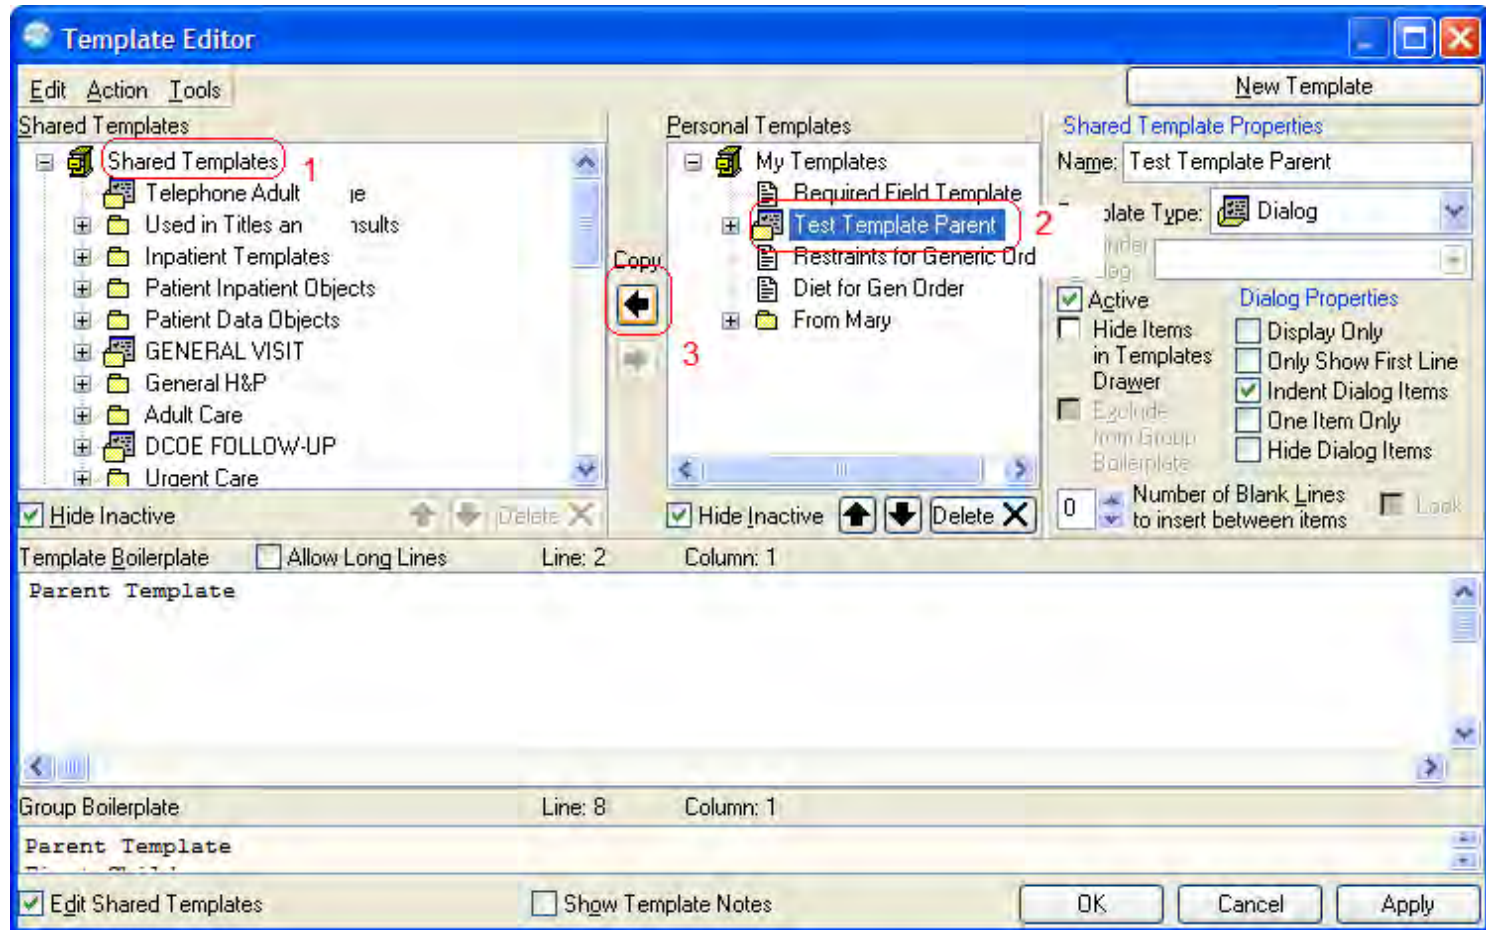 Template Editor
Edit Action Tools
New Template
Shared Templates
Shared Templates 1
Telephone Adult
Used in Titles an nsults
Inpatient Templates
Patient Inpatient Objects
Patient Data Objects
GENERAL VISIT
General H&P
Adult Care
DCOE FOLLOW-UP
Urgent Care
Hide Inactive
Delete
Copy
3
Personal Templates
My Templates
Required Field Template
Test Template Parent 2
Restraints for Generic Ord
Diet for Gen Order
From Mary
Hide Inactive
Delete
Shared Template Properties
Name: Test Template Parent
plate Type: Dialog
Active
Hide Items
in Templates
Drawer
Exclude
from Group
Boilerplate
Dialog Properties
Display Only
Only Show First Line
Indent Dialog Items
One Item Only
Hide Dialog Items
0 Number of Blank Lines
to insert between items
Lock
Template Boilerplate Allow Long Lines Line: 2 Column: 1
Parent Template
Group Boilerplate Line: 8 Column: 1
Parent Template
Edit Shared Templates
Show Template Notes
OK Cancel Apply